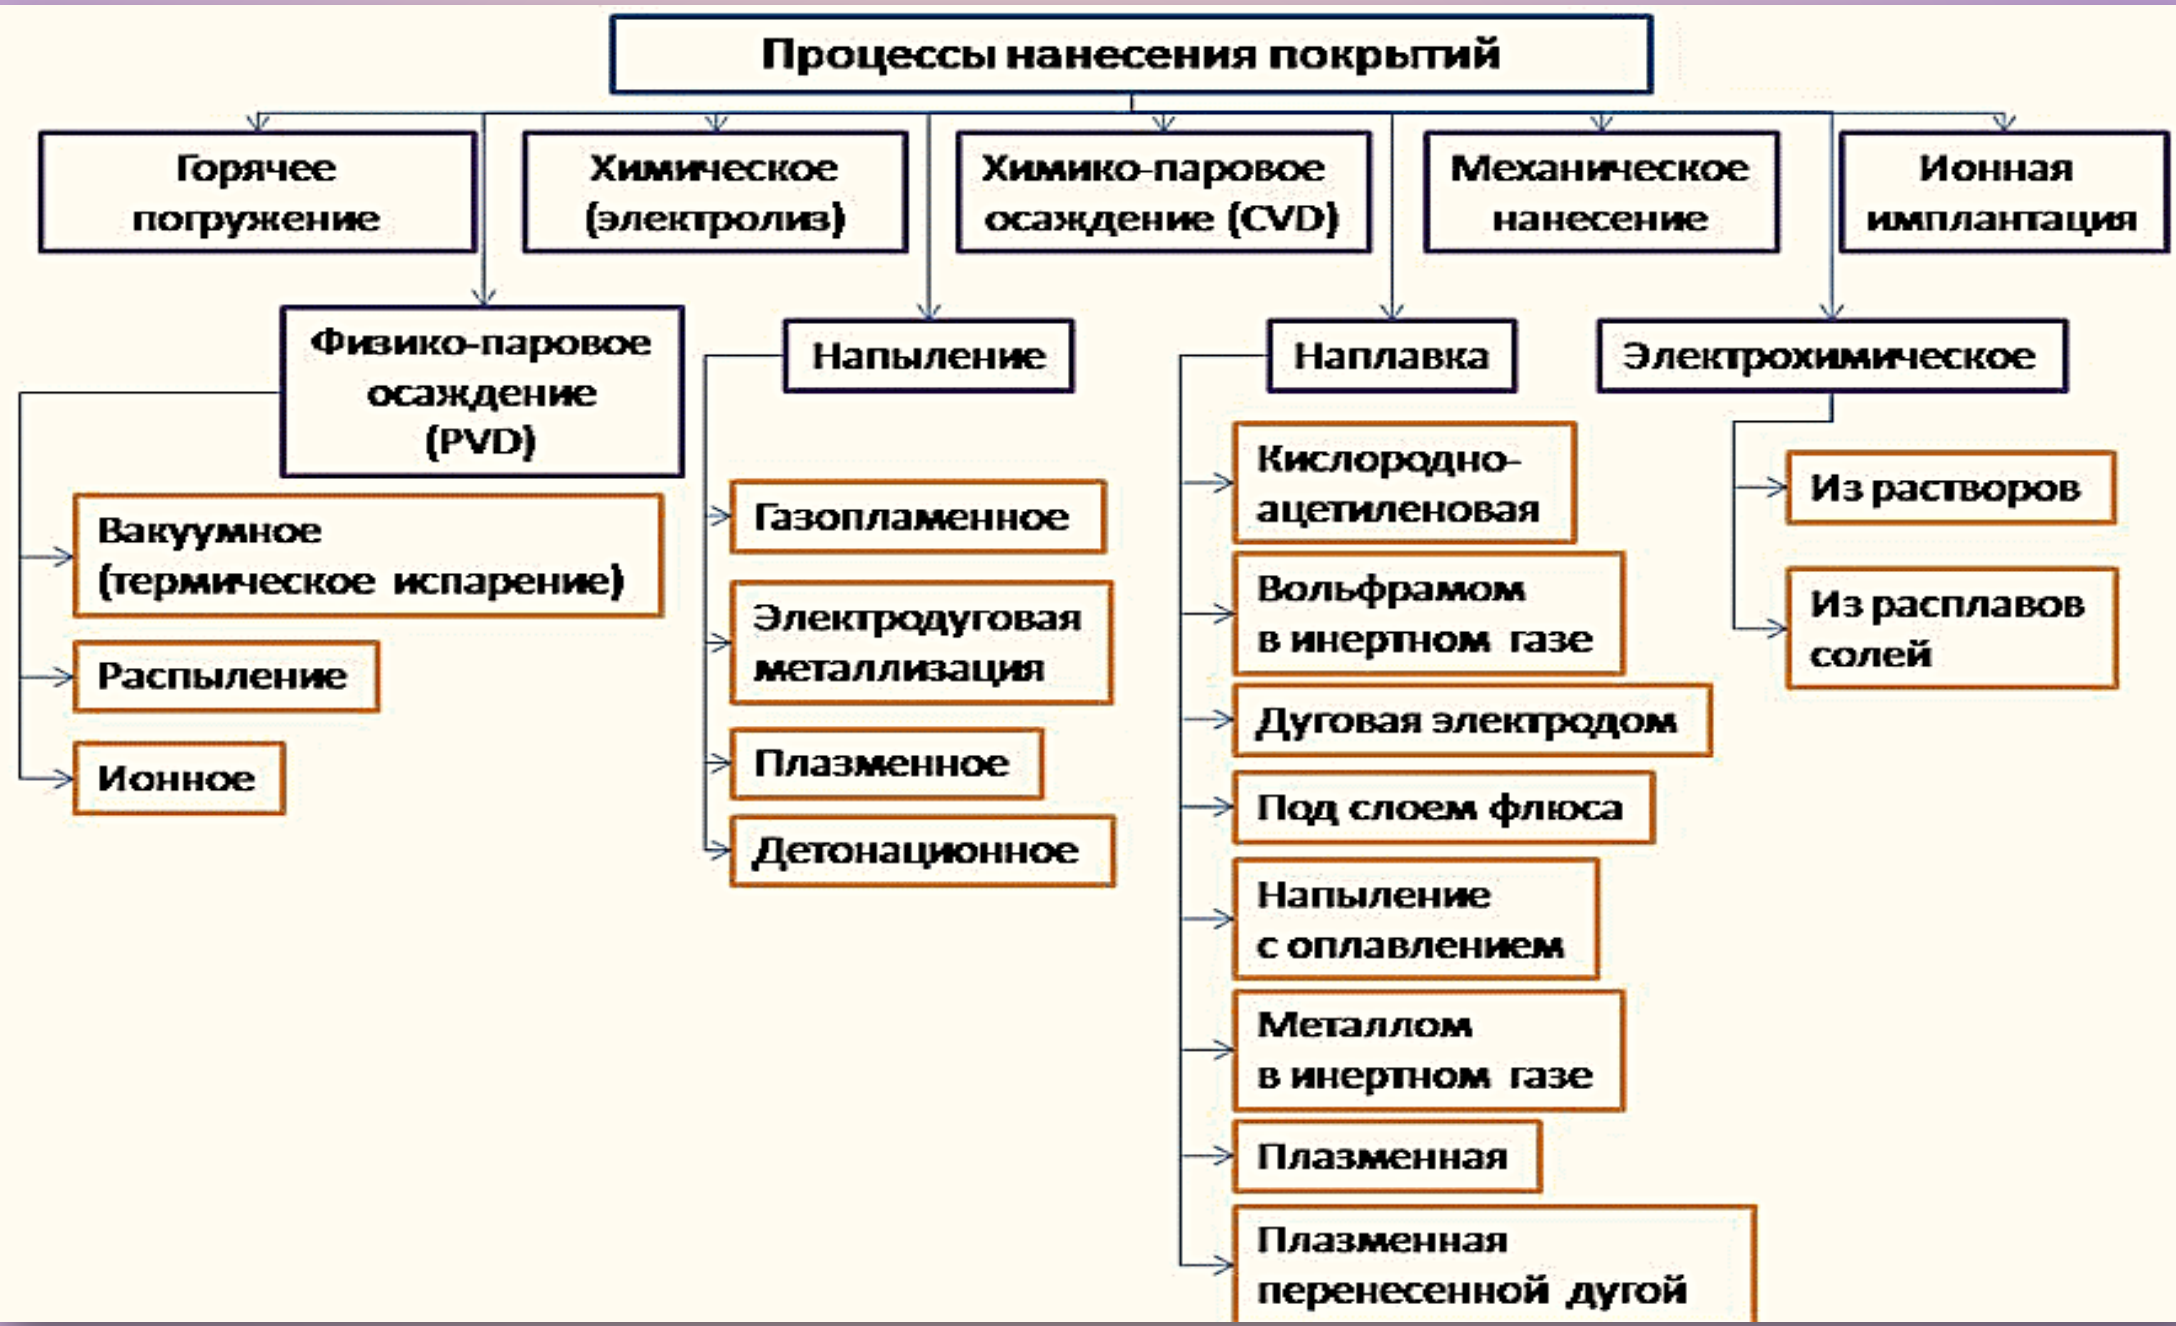 Процессы нанесения покрытий
Горячее
погружение
Химическое
(электролиз)
Химико-паровое
осаждение (CVD)
Механическое
нанесение
Ионная
имплантация
Физико-паровое
осаждение
(PVD)
Вакуумное
(термическое испарение)
Распыление
Ионное
Напыление
Газопламенное
Электродуговая
металлизация
Плазменное
Детонационное
Наплавка
Кислородно-
ацетиленовая
Вольфрамом
в инертном газе
Дуговая электродом
Под слоем флюса
Напыление
с оплавлением
Металлом
в инертном газе
Плазменная
Плазменная
перенесенной дугой
Электрохимическое
Из растворов
Из расплавов
солей